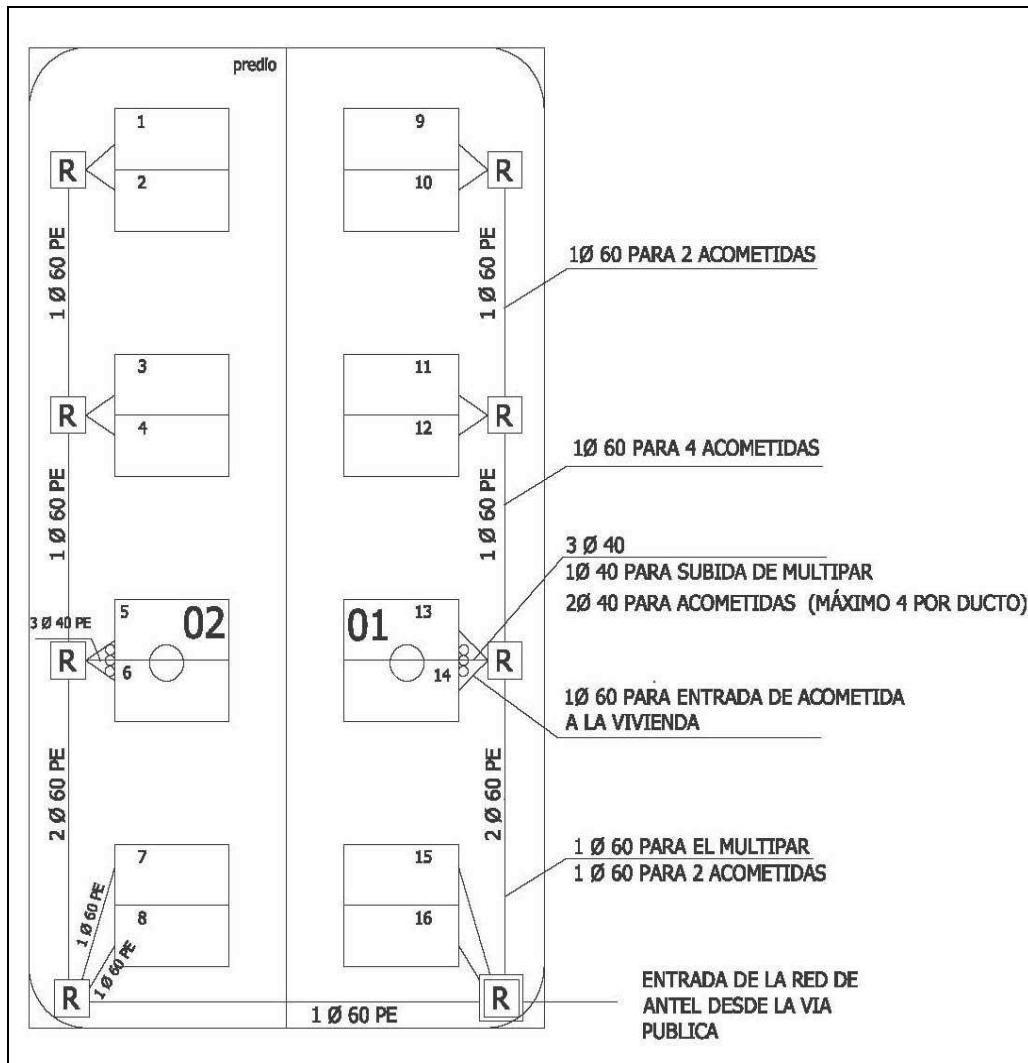 predio
1
9
R
R
2
10
1 Ø 60 PE
1 Ø 60 PE
1Ø 60 PARA 2 ACOMETIDAS
3
11
R
R
4
12
1 Ø 60 PE
1 Ø 60 PE
1Ø 60 PARA 4 ACOMETIDAS
3 Ø 40
1Ø 40 PARA SUBIDA DE MULTIPAR
2Ø 40 PARA ACOMETIDAS (MÁXIMO 4 POR DUCTO)
5
02
01
13
3 Ø 40 PE
R
R
6
14
1Ø 60 PARA ENTRADA DE ACOMETIDA
A LA VIVIENDA
2 Ø 60 PE
2 Ø 60 PE
7
15
1 Ø 60 PARA EL MULTIPAR
1 Ø 60 PARA 2 ACOMETIDAS
8
16
1 Ø 60 PE
1 Ø 60 PE
R
R
1 Ø 60 PE
ENTRADA DE LA RED DE
ANTEL DESDE LA VIA
PUBLICA